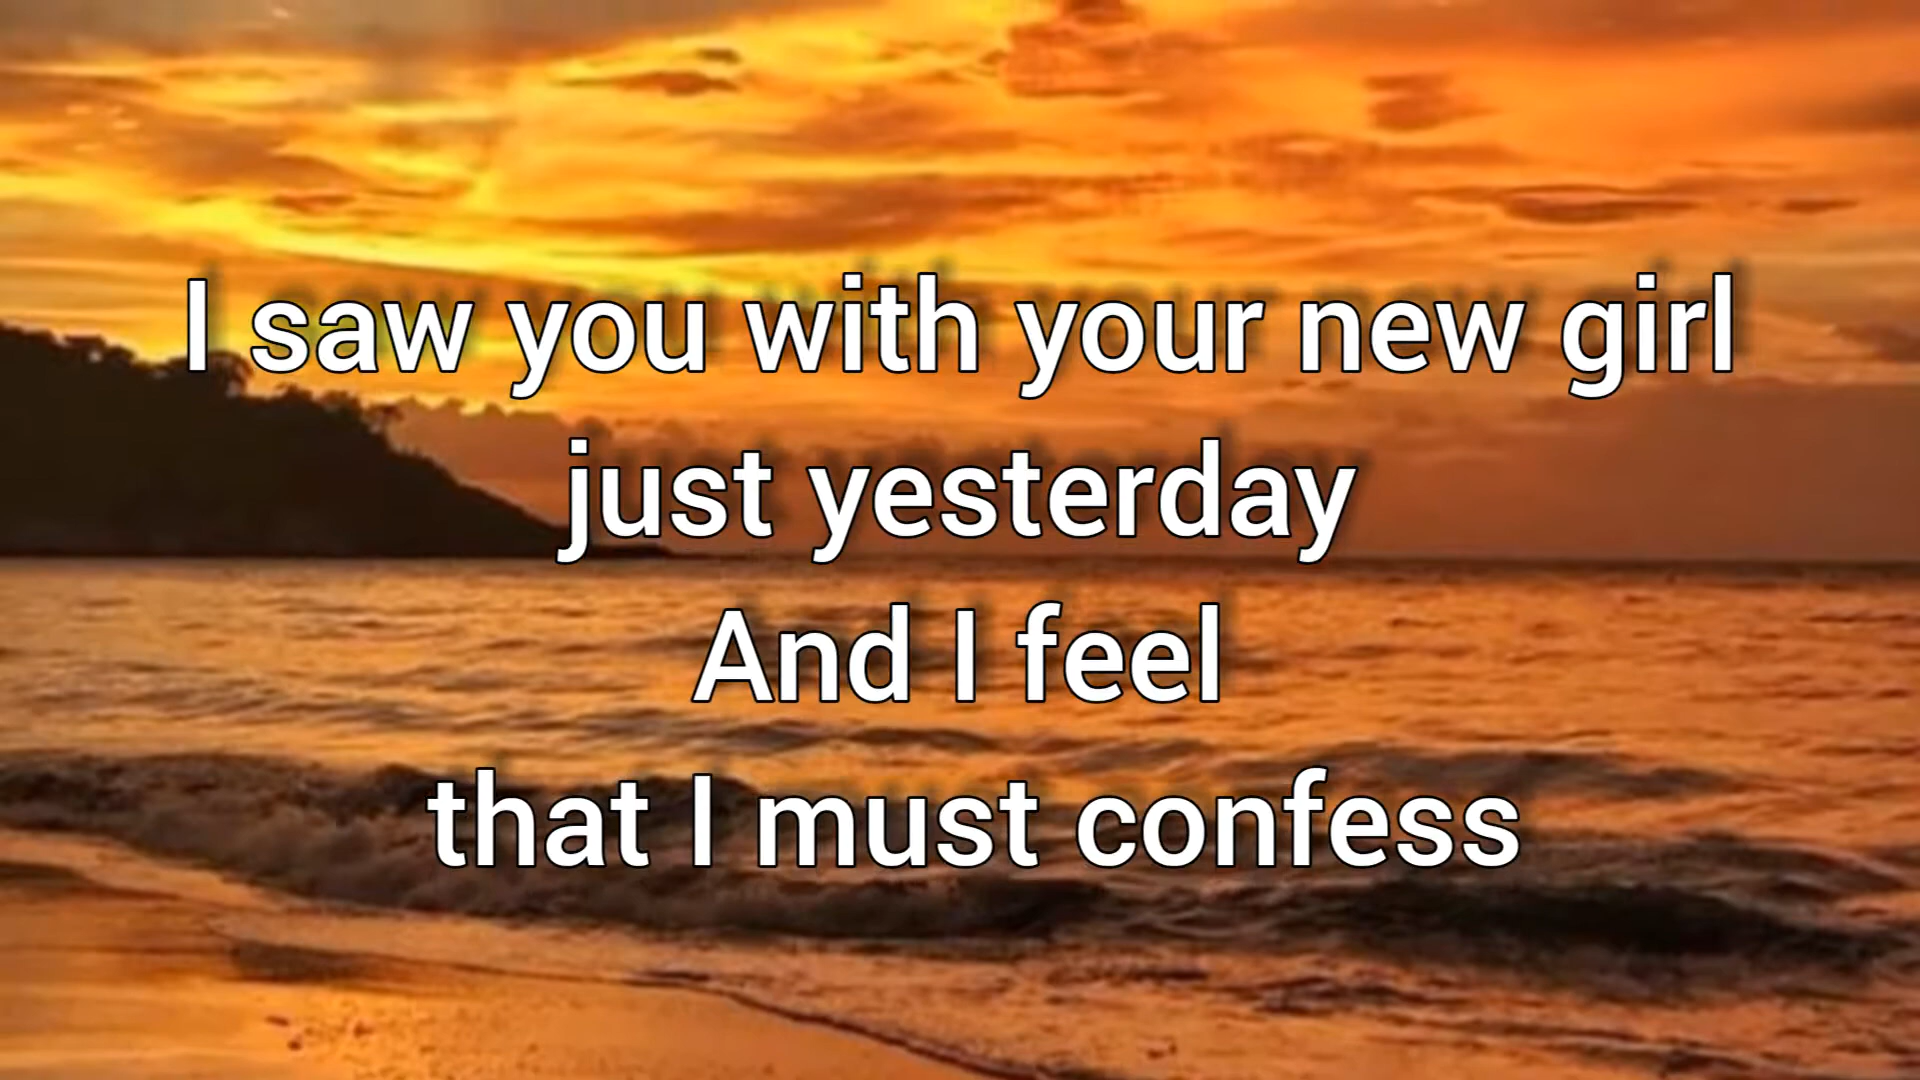 I saw you with your new girl
just yesterday
And I feel
that I must confess